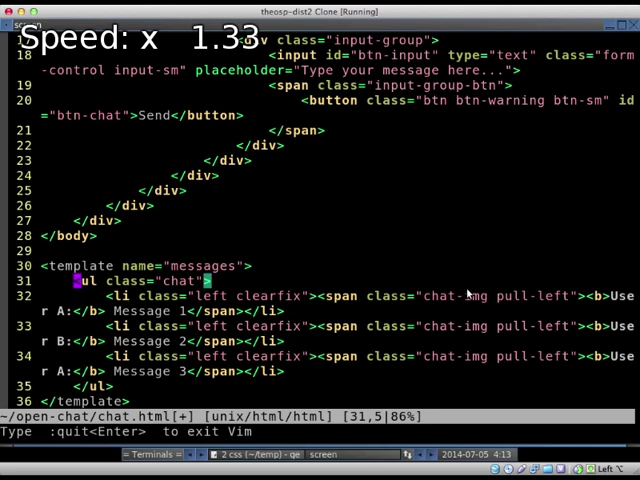 theosp-dist2 Clone [Running]
Speed: x 1.33
17 <div class="input-group">
18 <input id="btn-input" type="text" class="form
-control input-sm" placeholder="Type your message here...">
19 <span class="input-group-btn">
20 <button class="btn btn-warning btn-sm" id
="btn-chat">Send</button>
21 </span>
22 </div>
23 </div>
24 </div>
25 </div>
26 </div>
27 </div>
28 </body>
29
30 <template name="messages">
31 <ul class="chat">
32 <li class="left clearfix"><span class="chat-img pull-left"><b>Use
r A:</b> Message 1</span></li>
33 <li class="left clearfix"><span class="chat-img pull-left"><b>Use
r B:</b> Message 2</span></li>
34 <li class="left clearfix"><span class="chat-img pull-left"><b>Use
r A:</b> Message 3</span></li>
35 </ul>
36 </template>
~/open-chat/chat.html[+] [unix/html/html] [31,5|86%]
Type :quit<Enter> to exit Vim
= Terminals = 2 css (~/temp) - qe screen 2014-07-05 4:13
Left ⌥